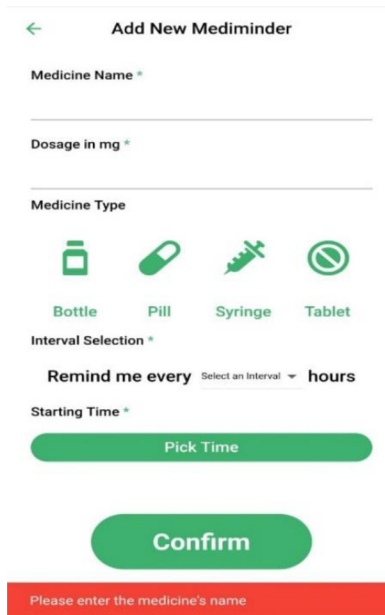 Add New Mediminder
Medicine Name *
Dosage in mg *
Medicine Type
Bottle Pill Syringe Tablet
Interval Selection *
Remind me every Select an Interval hours
Starting Time *
Pick Time
Confirm
Please enter the medicine's name